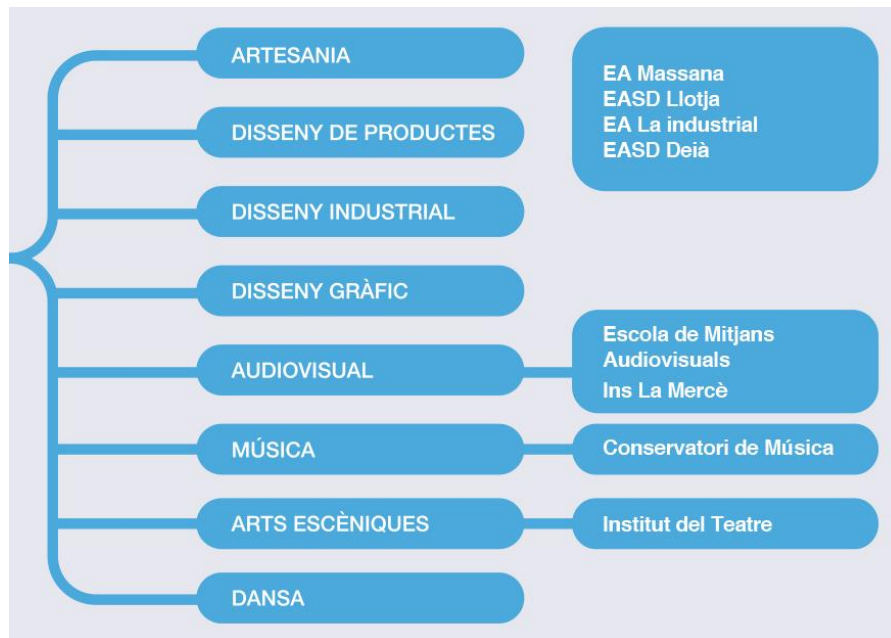 ARTESANIA
DISSENY DE PRODUCTES
DISSENY INDUSTRIAL
DISSENY GRÀFIC
AUDIOVISUAL
MÚSICA
ARTS ESCÈNIQUES
DANSA
EA Massana
EASD Llotja
EA La industrial
EASD Deià
Escola de Mitjans
Audiovisuals
Ins La Mercè
Conservatori de Música
Institut del Teatre